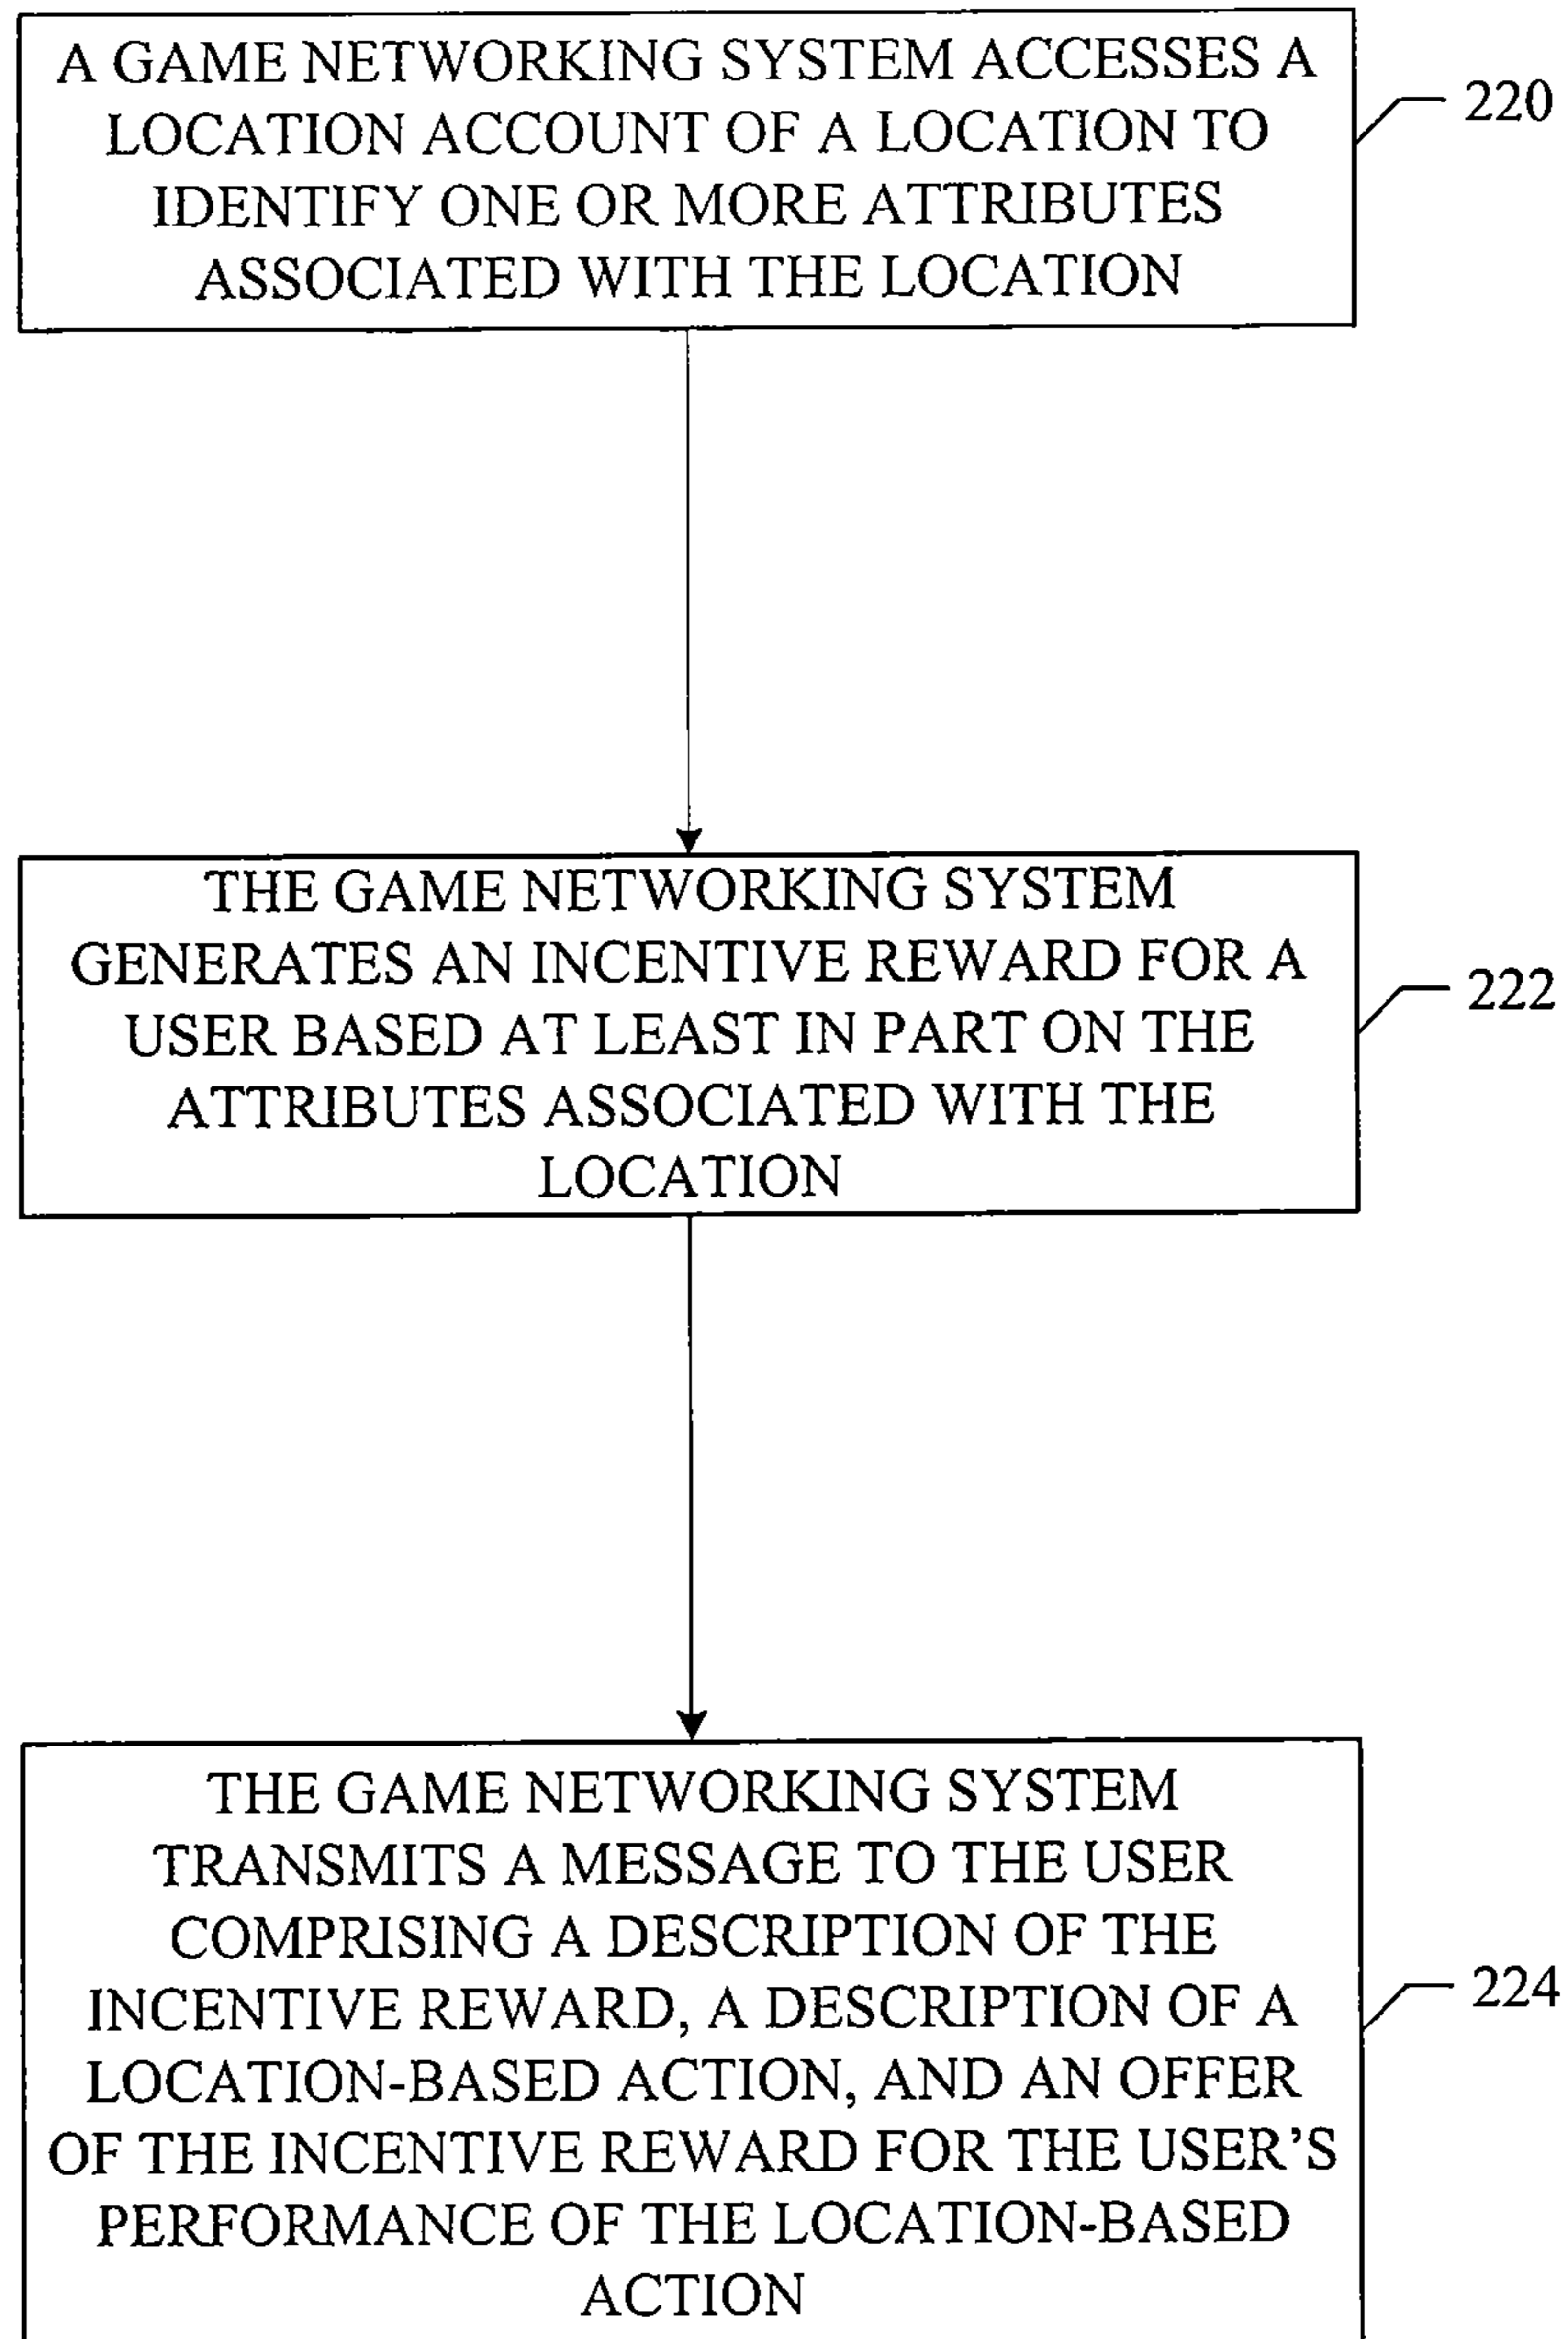 A GAME NETWORKING SYSTEM ACCESSES A
LOCATION ACCOUNT OF A LOCATION TO
IDENTIFY ONE OR MORE ATTRIBUTES
ASSOCIATED WITH THE LOCATION
220
THE GAME NETWORKING SYSTEM
GENERATES AN INCENTIVE REWARD FOR A
USER BASED AT LEAST IN PART ON THE
ATTRIBUTES ASSOCIATED WITH THE
LOCATION
222
THE GAME NETWORKING SYSTEM
TRANSMITS A MESSAGE TO THE USER
COMPRISING A DESCRIPTION OF THE
INCENTIVE REWARD, A DESCRIPTION OF A
LOCATION-BASED ACTION, AND AN OFFER
OF THE INCENTIVE REWARD FOR THE USER’S
PERFORMANCE OF THE LOCATION-BASED
ACTION
224